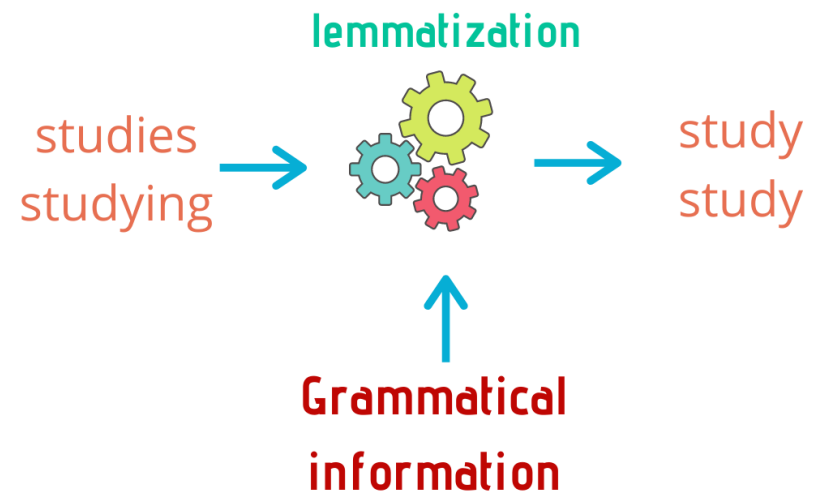 lemmatization
studies
studying
study
study
Grammatical
information